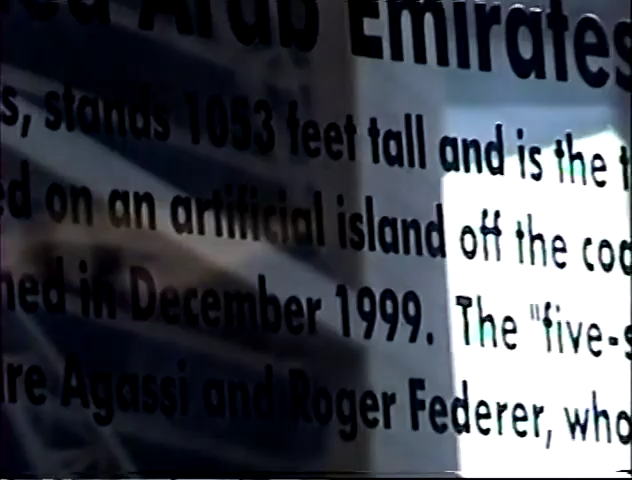 Arab Emirates
s, stands 1053 feet tall and is the t
d on an artificial island off the coa
ned in December 1999. The "five-s
re Agassi and Roger Federer, who